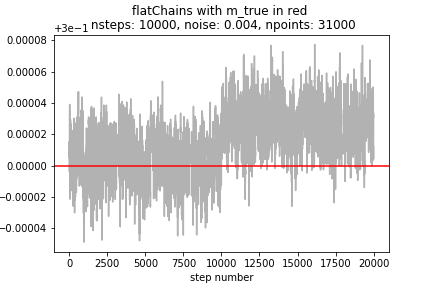 flatChains with m_true in red
+3e−1
nsteps: 10000, noise: 0.004, npoints: 31000
0.00008
0.00006
0.00004
0.00002
0.00000
−0.00002
−0.00004
0 2500 5000 7500 10000 12500 15000 17500 20000
step number